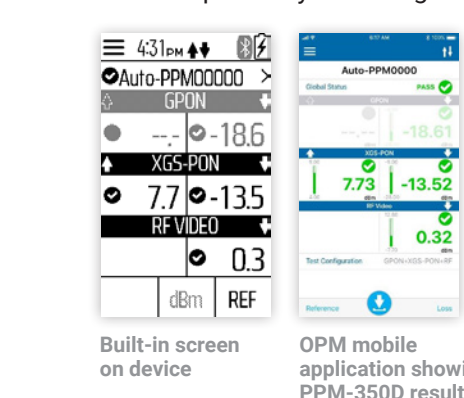 4:31PM
Auto-PPM00000 >
GPON
--.- -18.6
XGS-PON
7.7 -13.5
RF VIDEO
0.3
dBm REF
Built-in screen
on device
Auto-PPM0000
Global Status PASS
GPON
--.-- -18.61
XGS-PON
7.73 -13.52
RF Video
0.32
Test Configuration GPON+XGS-PON+RF
Reference Loss
OPM mobile
application showi
PPM-350D result